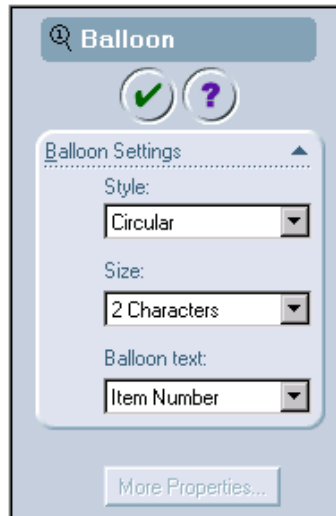 Balloon
?
Balloon Settings
Style:
Circular
Size:
2 Characters
Balloon text:
Item Number
More Properties...